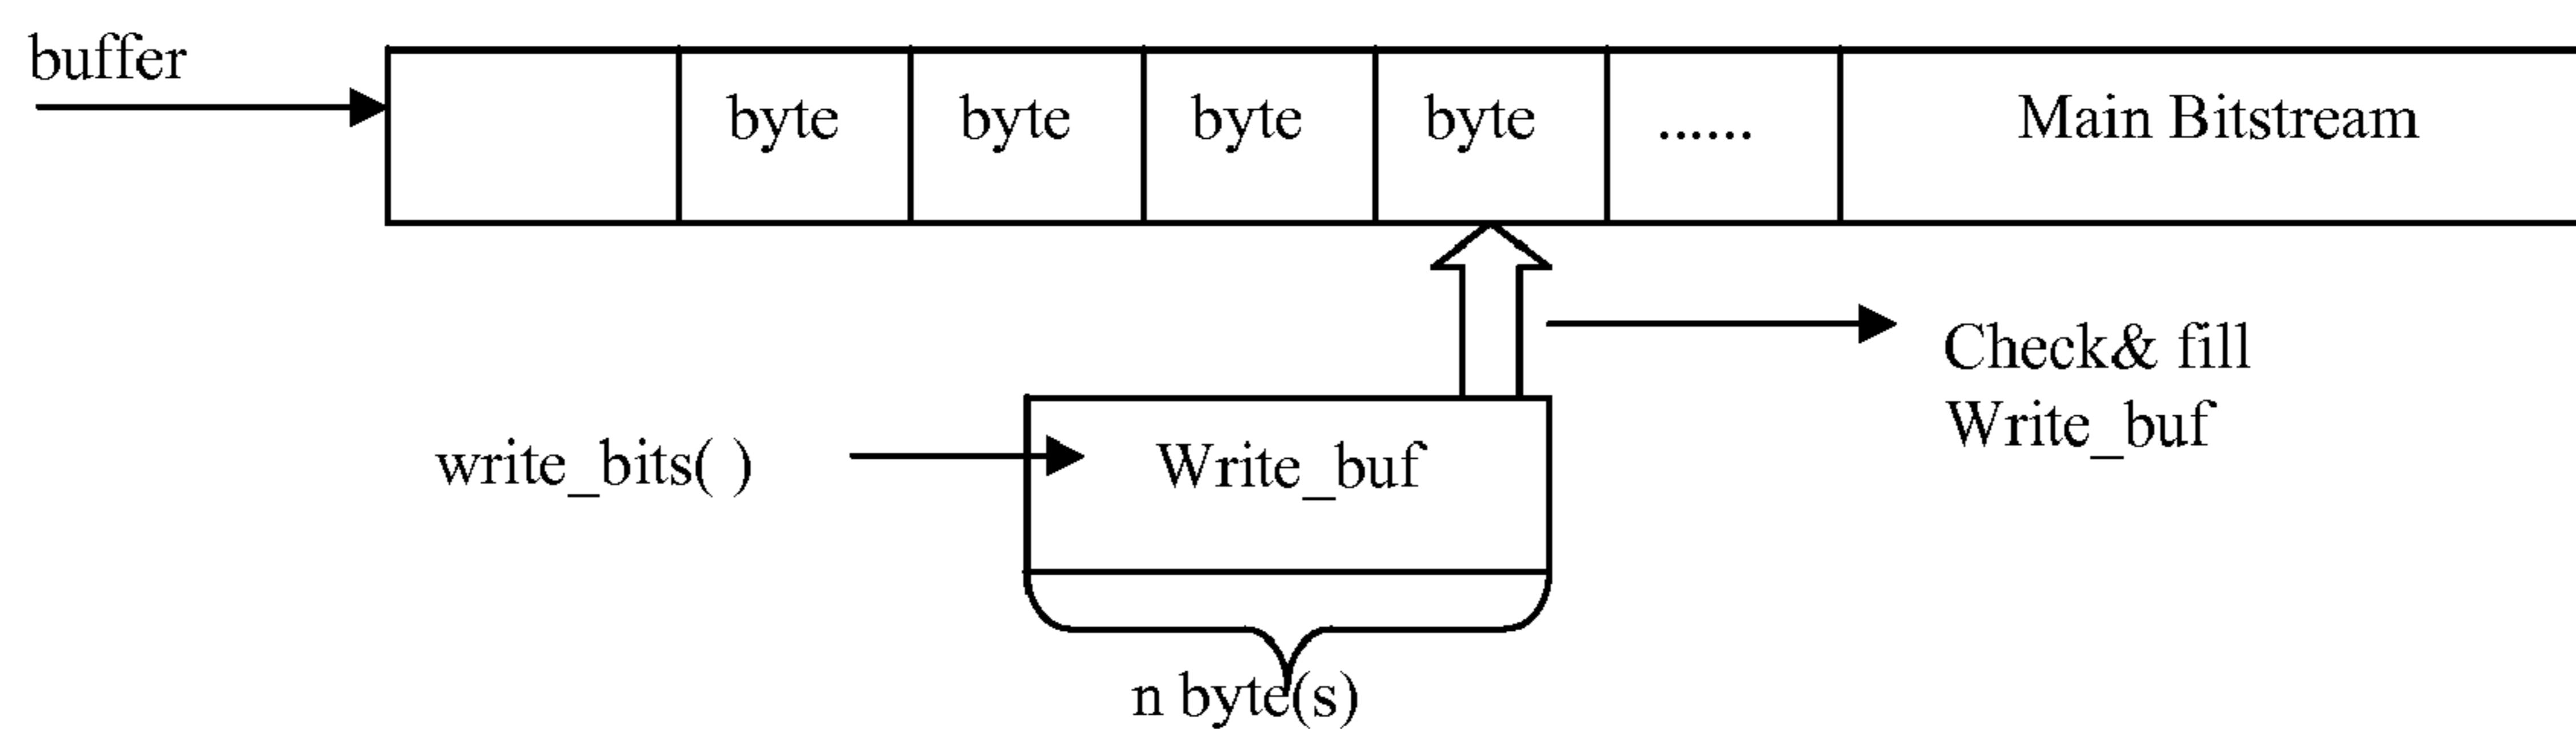 buffer
byte byte byte byte ...... Main Bitstream
Check& fill
Write_buf
write_bits( ) Write_buf
n byte(s)